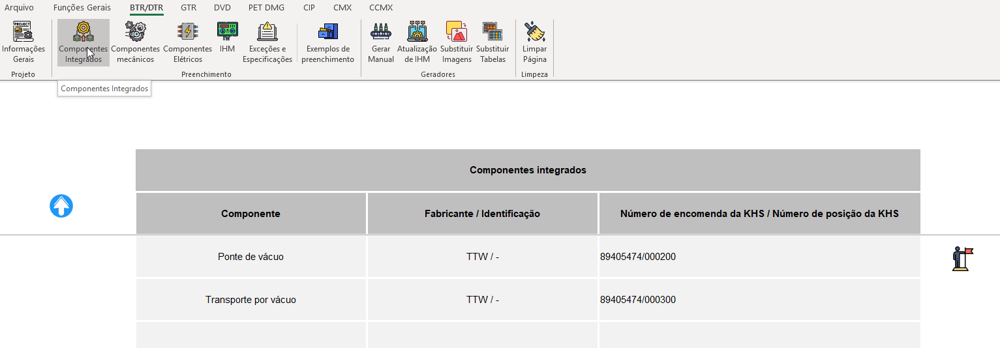 Arquivo Funções Gerais BTR/DTR GTR DVD PET DMG CIP CMX CCMX
PROJECT
Informações Gerais
Componentes Integrados
Componentes mecânicos
Componentes Elétricos
IHM
Exceções e Especificações
Exemplos de preenchimento
Gerar Manual
Atualização de IHM
Substituir Imagens
Substituir Tabelas
Limpar Página
Projeto Preenchimento Geradores Limpeza
Componentes Integrados
Componentes integrados
Componente Fabricante / Identificação Número de encomenda da KHS / Número de posição da KHS
Ponte de vácuo TTW / - 89405474/000200
Transporte por vácuo TTW / - 89405474/000300